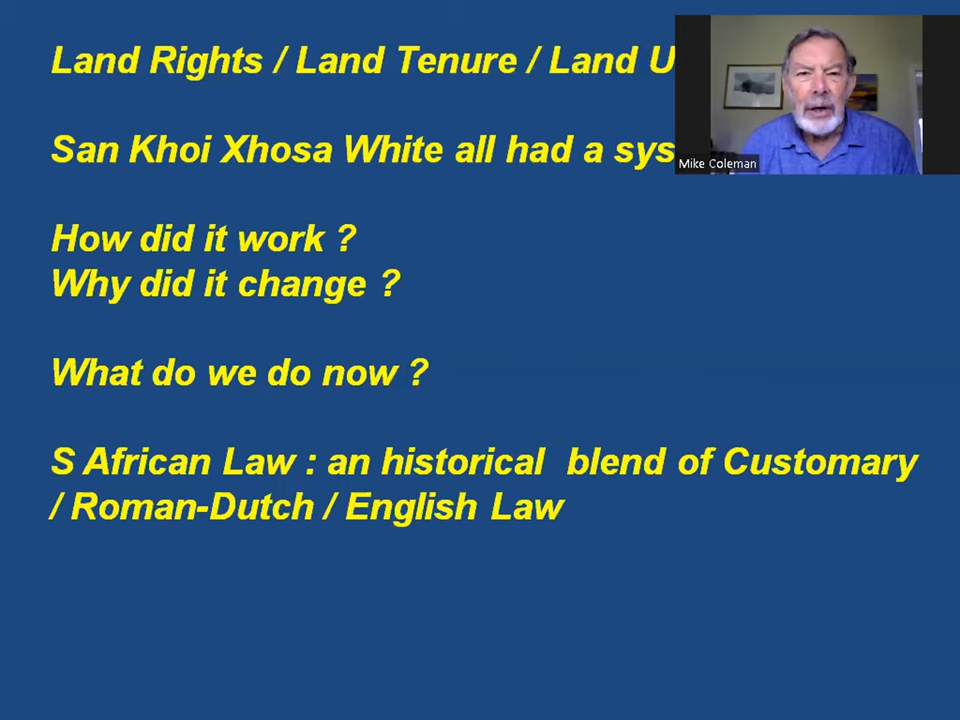 Land Rights / Land Tenure / Land U
San Khoi Xhosa White all had a sys
Mike Coleman
How did it work ?
Why did it change ?
What do we do now ?
S African Law : an historical blend of Customary
/ Roman-Dutch / English Law